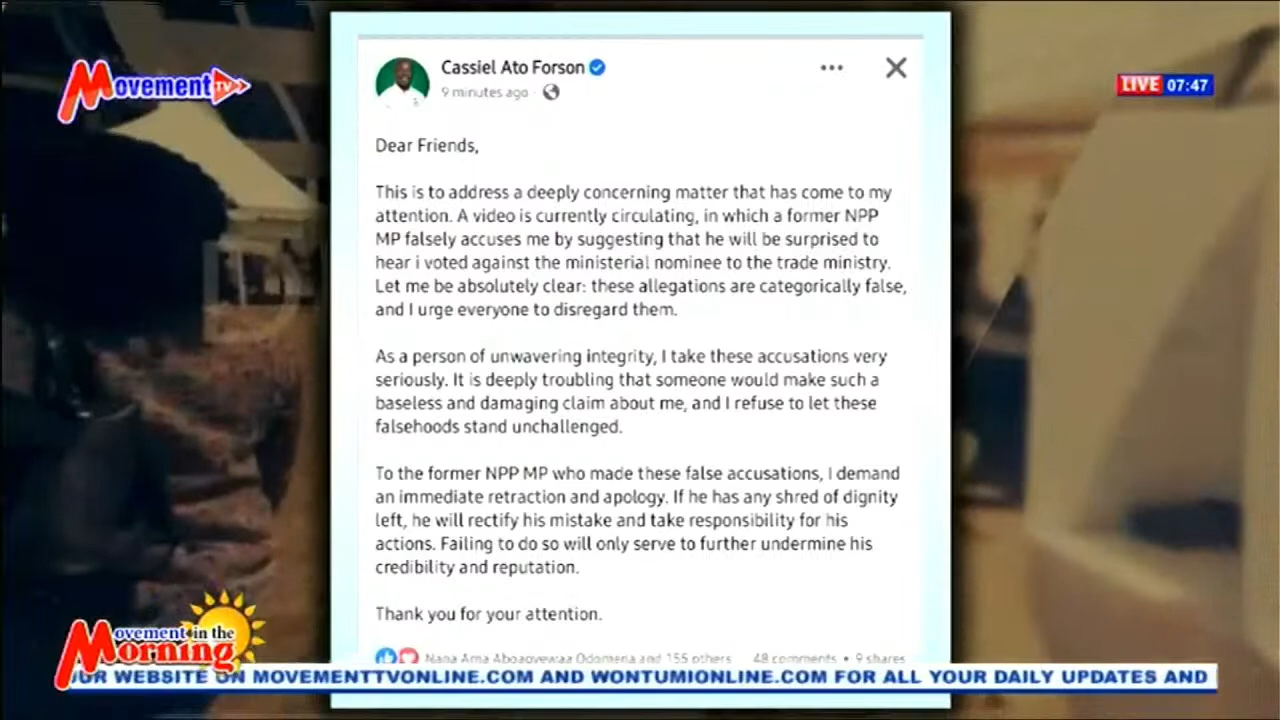 Movement TV
LIVE 07:47
Cassiel Ato Forson
9 minutes ago
Dear Friends,
This is to address a deeply concerning matter that has come to my
attention. A video is currently circulating, in which a former NPP
MP falsely accuses me by suggesting that he will be surprised to
hear i voted against the ministerial nominee to the trade ministry.
Let me be absolutely clear: these allegations are categorically false,
and I urge everyone to disregard them.
As a person of unwavering integrity, I take these accusations very
seriously. It is deeply troubling that someone would make such a
baseless and damaging claim about me, and I refuse to let these
falsehoods stand unchallenged.
To the former NPP MP who made these false accusations, I demand
an immediate retraction and apology. If he has any shred of dignity
left, he will rectify his mistake and take responsibility for his
actions. Failing to do so will only serve to further undermine his
credibility and reputation.
Thank you for your attention.
Nana Ama Aboagyewaa Odomena and 155 others 48 comments • 9 shares
Movement in the
Morning
OUR WEBSITE ON MOVEMENTTVONLINE.COM AND WONTUMIONLINE.COM FOR ALL YOUR DAILY UPDATES AND